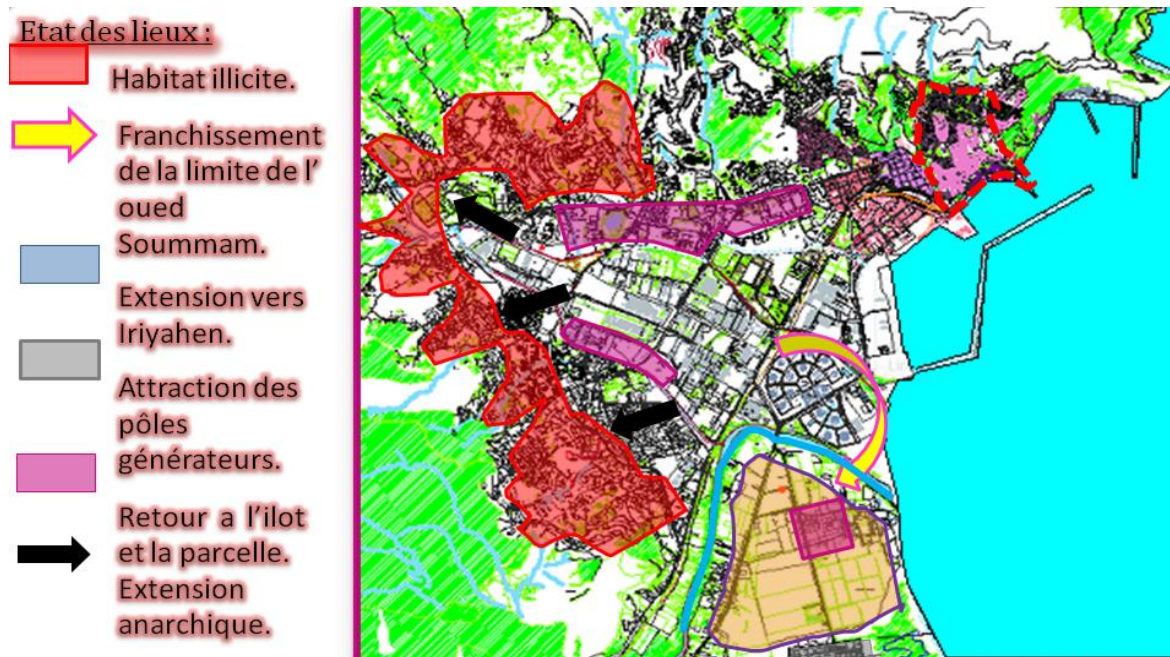 Etat des lieux :
Habitat illicite.
Franchissement
de la limite de l’
oued
Soummam.
Extension vers
Iriyahen.
Attraction des
pôles
générateurs.
Retour a l’ilot
et la parcelle.
Extension
anarchique.